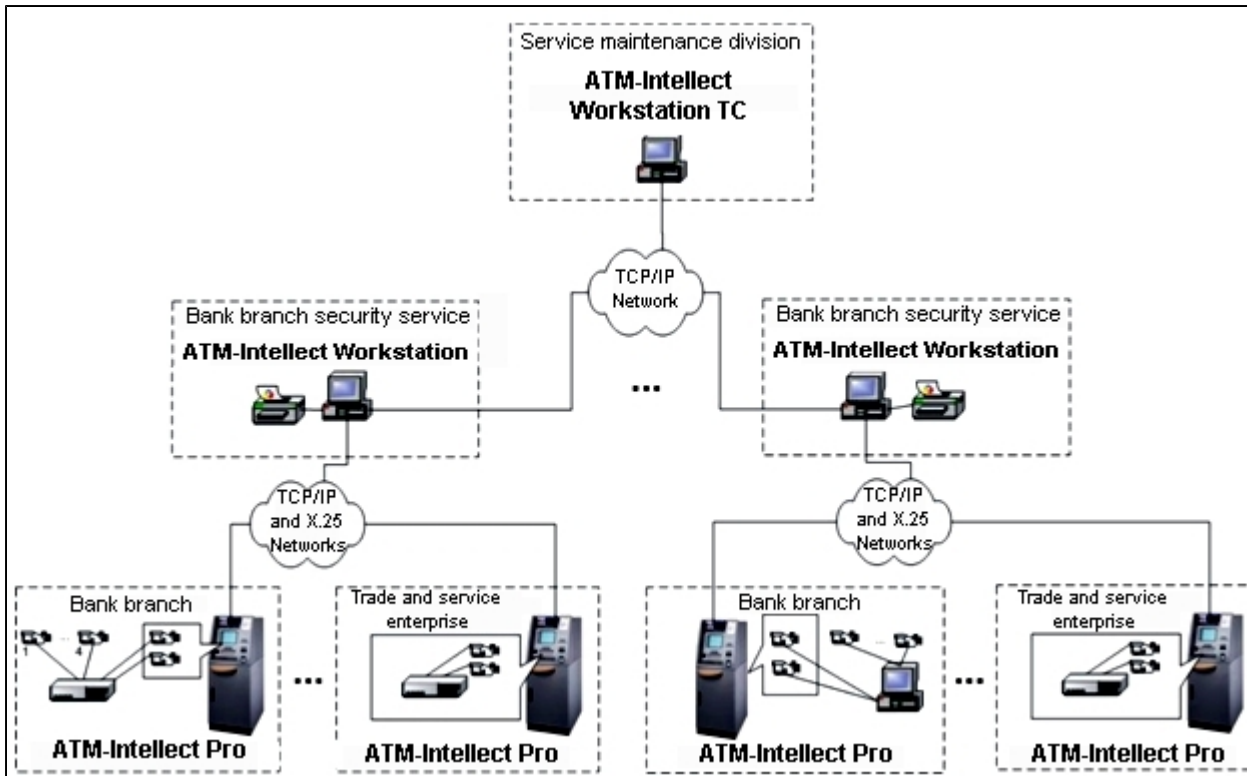 Service maintenance division
ATM-Intellect
Workstation TC
TCP/IP
Network
Bank branch security service
ATM-Intellect Workstation
...
Bank branch security service
ATM-Intellect Workstation
TCP/IP
and X.25
Networks
TCP/IP
and X.25
Networks
Bank branch
1
...
4
ATM-Intellect Pro
...
Trade and service
enterprise
ATM-Intellect Pro
Bank branch
...
ATM-Intellect Pro
...
Trade and service
enterprise
ATM-Intellect Pro